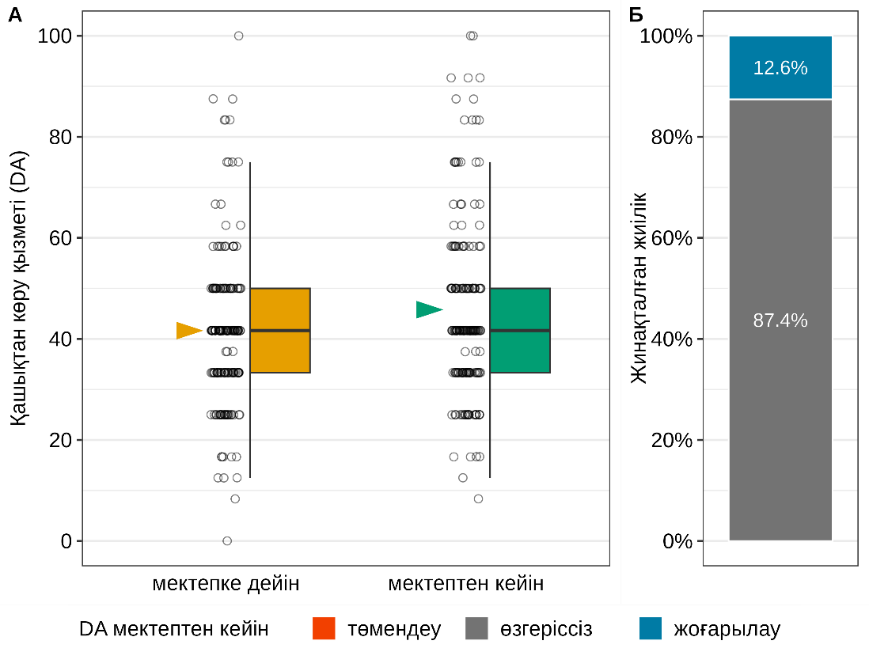 А
Қашықтан көру қызметі (DA)
100
80
60
40
20
0
мектепке дейін
мектептен кейін
Б
Жинақталған жиілік
100%
80%
60%
40%
20%
0%
12.6%
87.4%
DA мектептен кейін
төмендеу
өзгеріссіз
жоғарылау